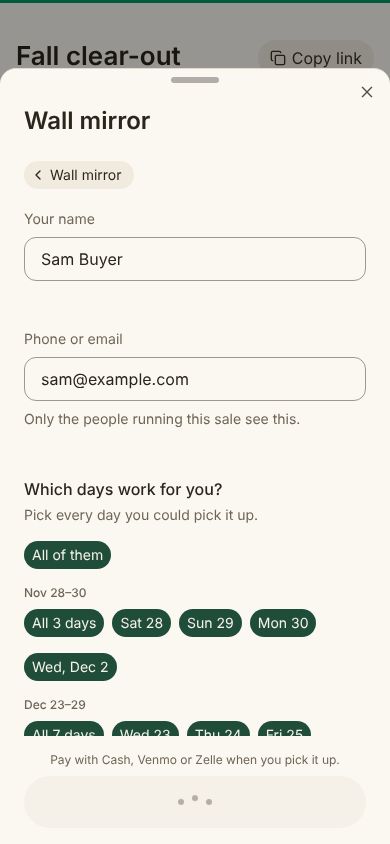 Fall clear-out
Copy link
Wall mirror
Wall mirror
Your name
Sam Buyer
Phone or email
sam@example.com
Only the people running this sale see this.
Which days work for you?
Pick every day you could pick it up.
All of them
Nov 28–30
All 3 days Sat 28 Sun 29 Mon 30
Wed, Dec 2
Dec 23–29
All 7 days Wed 23 Thu 24 Fri 25
Pay with Cash, Venmo or Zelle when you pick it up.